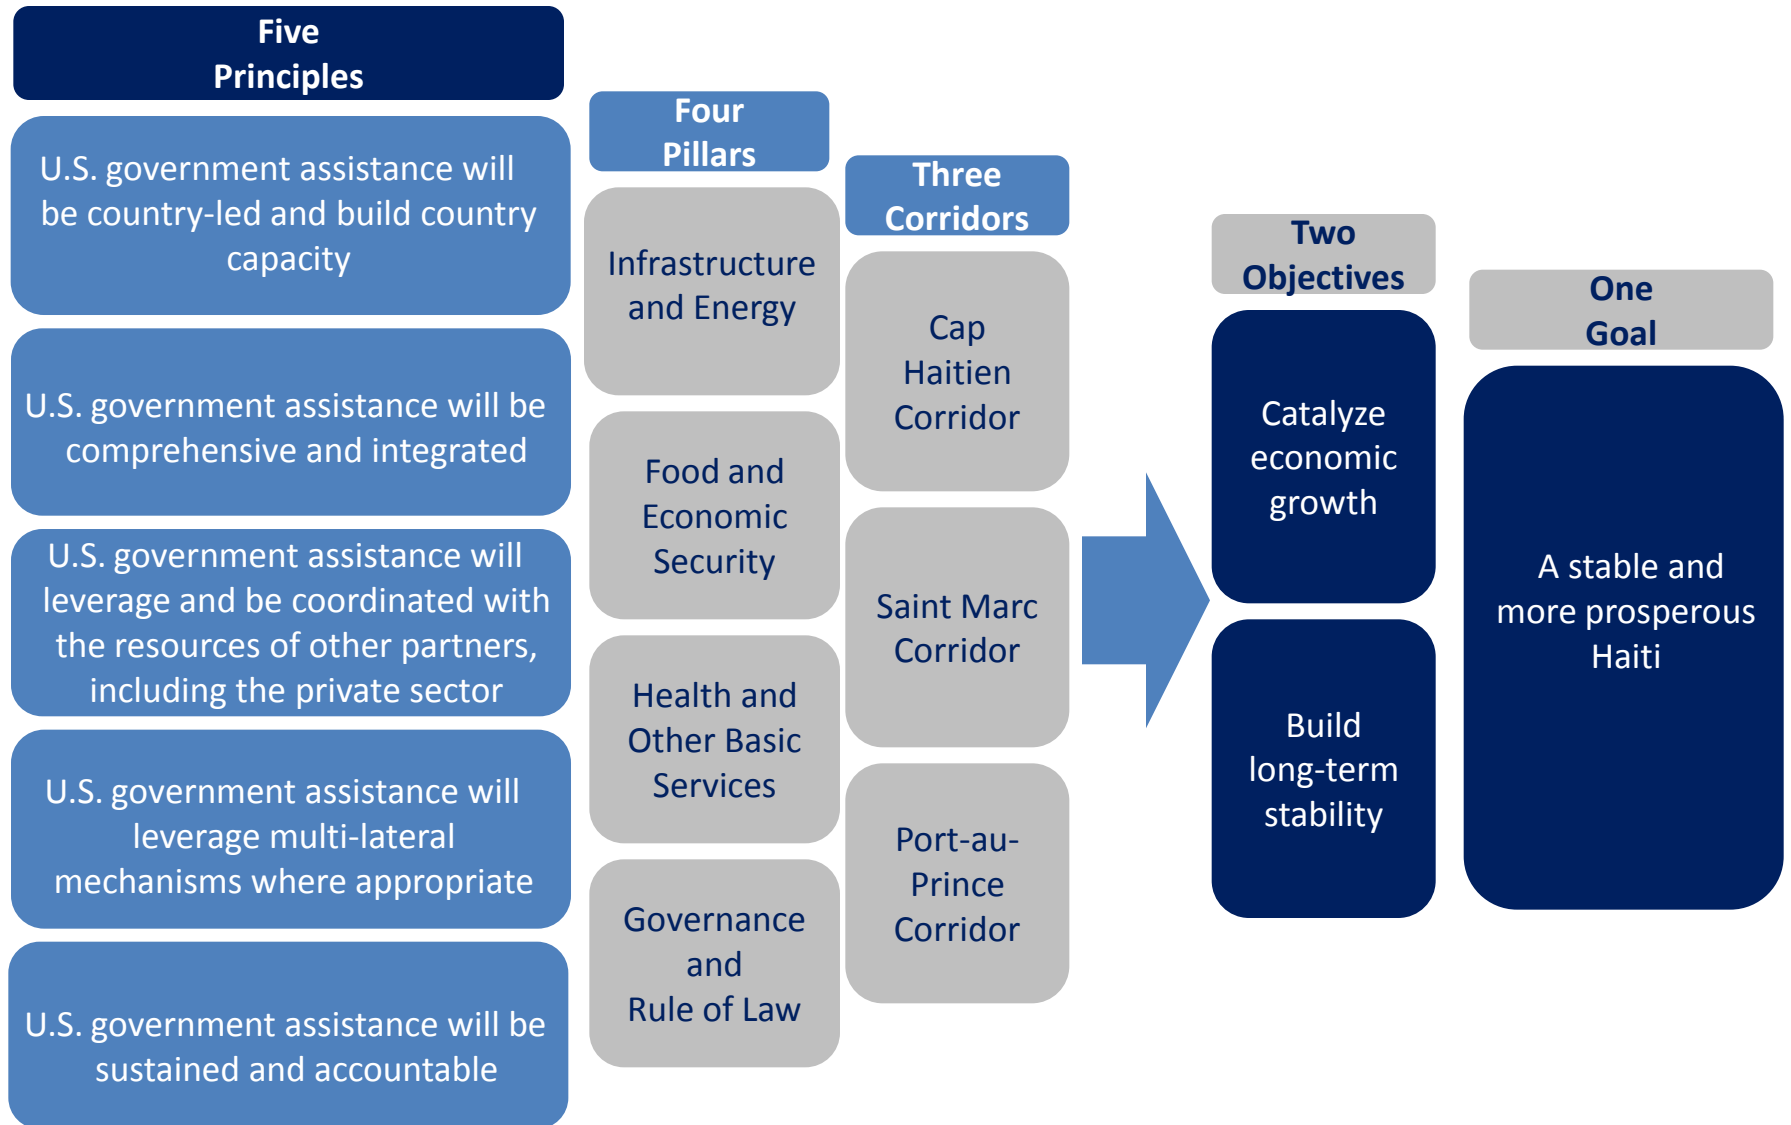 Five
Principles
U.S. government assistance will
be country-led and build country
capacity
U.S. government assistance will be
comprehensive and integrated
U.S. government assistance will
leverage and be coordinated with
the resources of other partners,
including the private sector
U.S. government assistance will
leverage multi-lateral
mechanisms where appropriate
U.S. government assistance will be
sustained and accountable
Four
Pillars
Infrastructure
and Energy
Food and
Economic
Security
Health and
Other Basic
Services
Governance
and
Rule of Law
Three
Corridors
Cap
Haitien
Corridor
Saint Marc
Corridor
Port-au-
Prince
Corridor
Two
Objectives
Catalyze
economic
growth
Build
long-term
stability
One
Goal
A stable and
more prosperous
Haiti